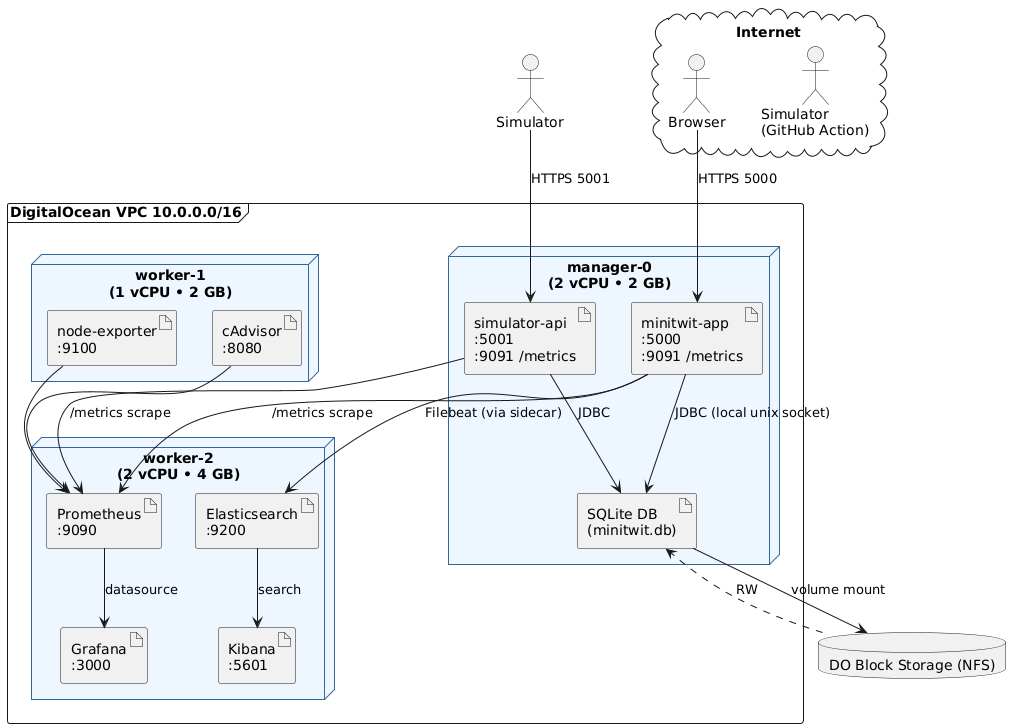 Internet
Simulator
Browser
Simulator
(GitHub Action)
HTTPS 5001
HTTPS 5000
DigitalOcean VPC 10.0.0.0/16
worker-1
(1 vCPU • 2 GB)
node-exporter
:9100
cAdvisor
:8080
manager-0
(2 vCPU • 2 GB)
simulator-api
:5001
:9091 /metrics
minitwit-app
:5000
:9091 /metrics
/metrics scrape
/metrics scrape
Filebeat (via sidecar)
JDBC
JDBC (local unix socket)
worker-2
(2 vCPU • 4 GB)
Prometheus
:9090
Elasticsearch
:9200
SQLite DB
(minitwit.db)
datasource
search
RW
volume mount
Grafana
:3000
Kibana
:5601
DO Block Storage (NFS)